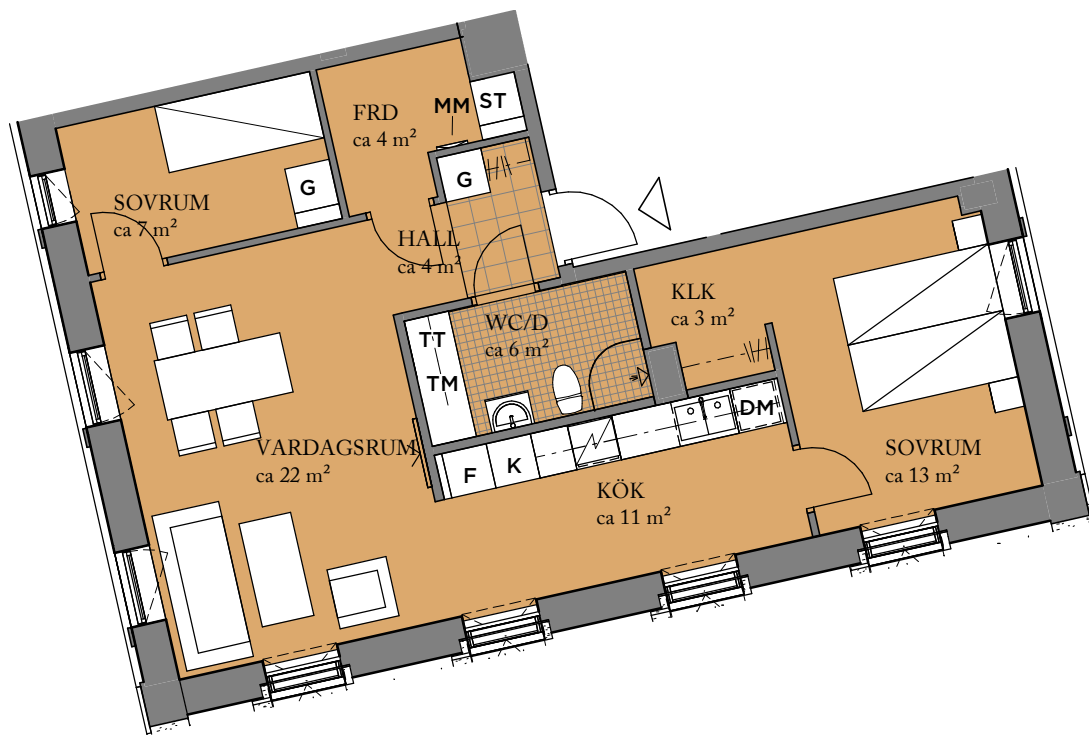 FRD
ca 4 m²
MM
ST
SOVRUM
ca 7 m²
G
G
HALL
ca 4 m²
WC/D
ca 6 m²
TT
TM
KLK
ca 3 m²
DM
VARDAGSRUM
ca 22 m²
F
K
KÖK
ca 11 m²
SOVRUM
ca 13 m²